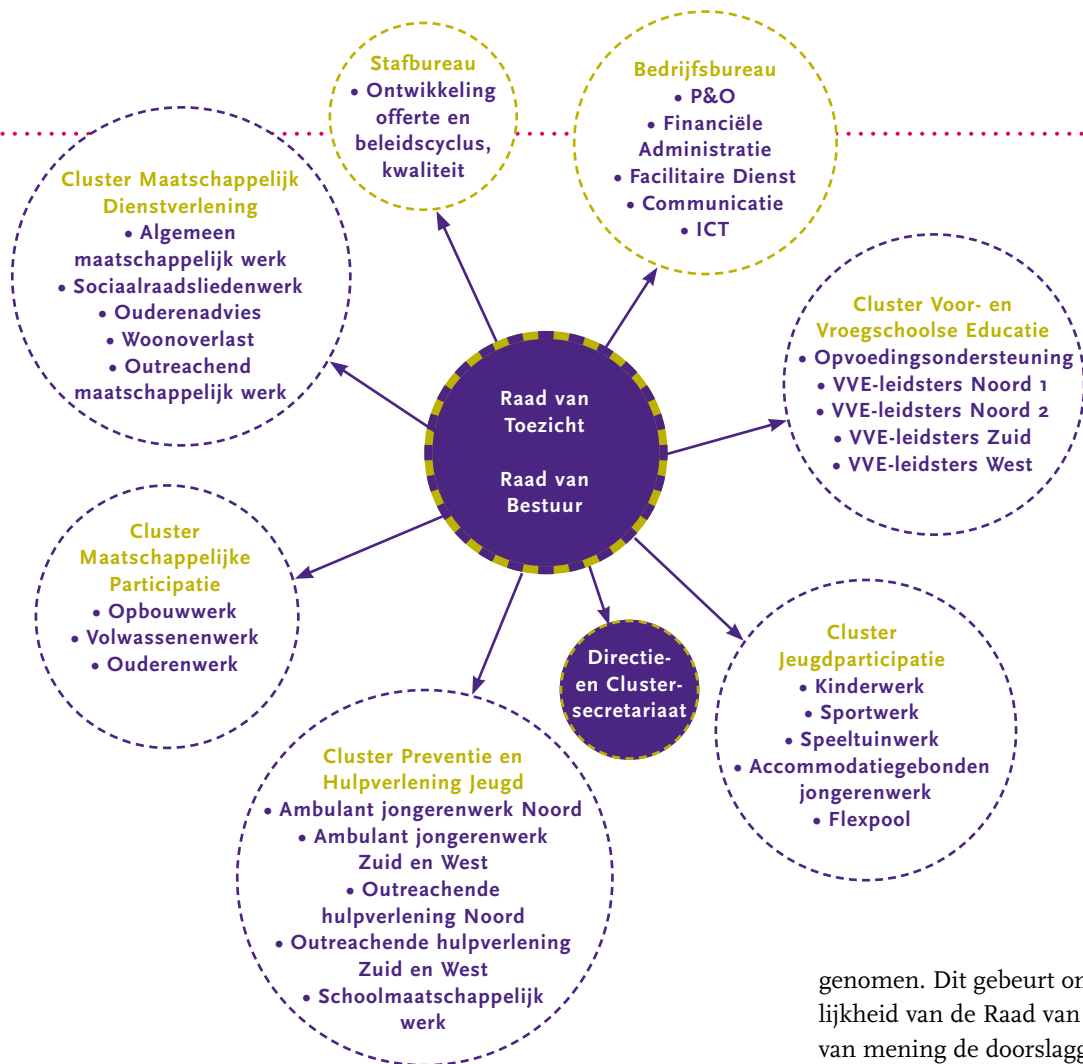 Stafbureau
• Ontwikkeling
offerte en
beleidscyclus,
kwaliteit
Bedrijfsbureau
• P&O
• Financiële
Administratie
• Facilitaire Dienst
• Communicatie
• ICT
Cluster Maatschappelijk
Dienstverlening
• Algemeen
maatschappelijk werk
• Sociaalraadsliedenwerk
• Ouderenadvies
• Woonoverlast
• Outreachend
maatschappelijk werk
Cluster Voor- en
Vroegschoolse Educatie
• Opvoedingsondersteuning
• VVE-leidsters Noord 1
• VVE-leidsters Noord 2
• VVE-leidsters Zuid
• VVE-leidsters West
Raad van
Toezicht
Raad van
Bestuur
Cluster
Maatschappelijke
Participatie
• Opbouwwerk
• Volwassenenwerk
• Ouderenwerk
Directie-
en Cluster-
secretariaat
Cluster
Jeugdparticipatie
• Kinderwerk
• Sportwerk
• Speeltuinwerk
• Accommodatiegebonden
jongerenwerk
• Flexpool
Cluster Preventie en
Hulpverlening Jeugd
• Ambulant jongerenwerk Noord
• Ambulant jongerenwerk
Zuid en West
• Outreachende
hulpverlening Noord
• Outreachende hulpverlening
Zuid en West
• Schoolmaatschappelijk
werk
genomen. Dit gebeurt
lijkheid van de Raad van
van mening de